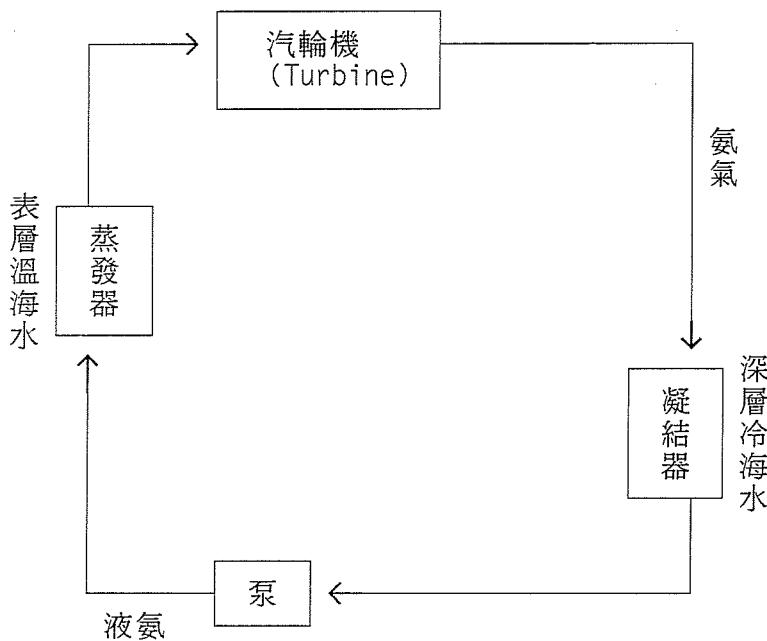 汽輪機
(Turbine)
氨氣
表層溫海水
蒸發器
凝結器
深層冷海水
泵
液氨